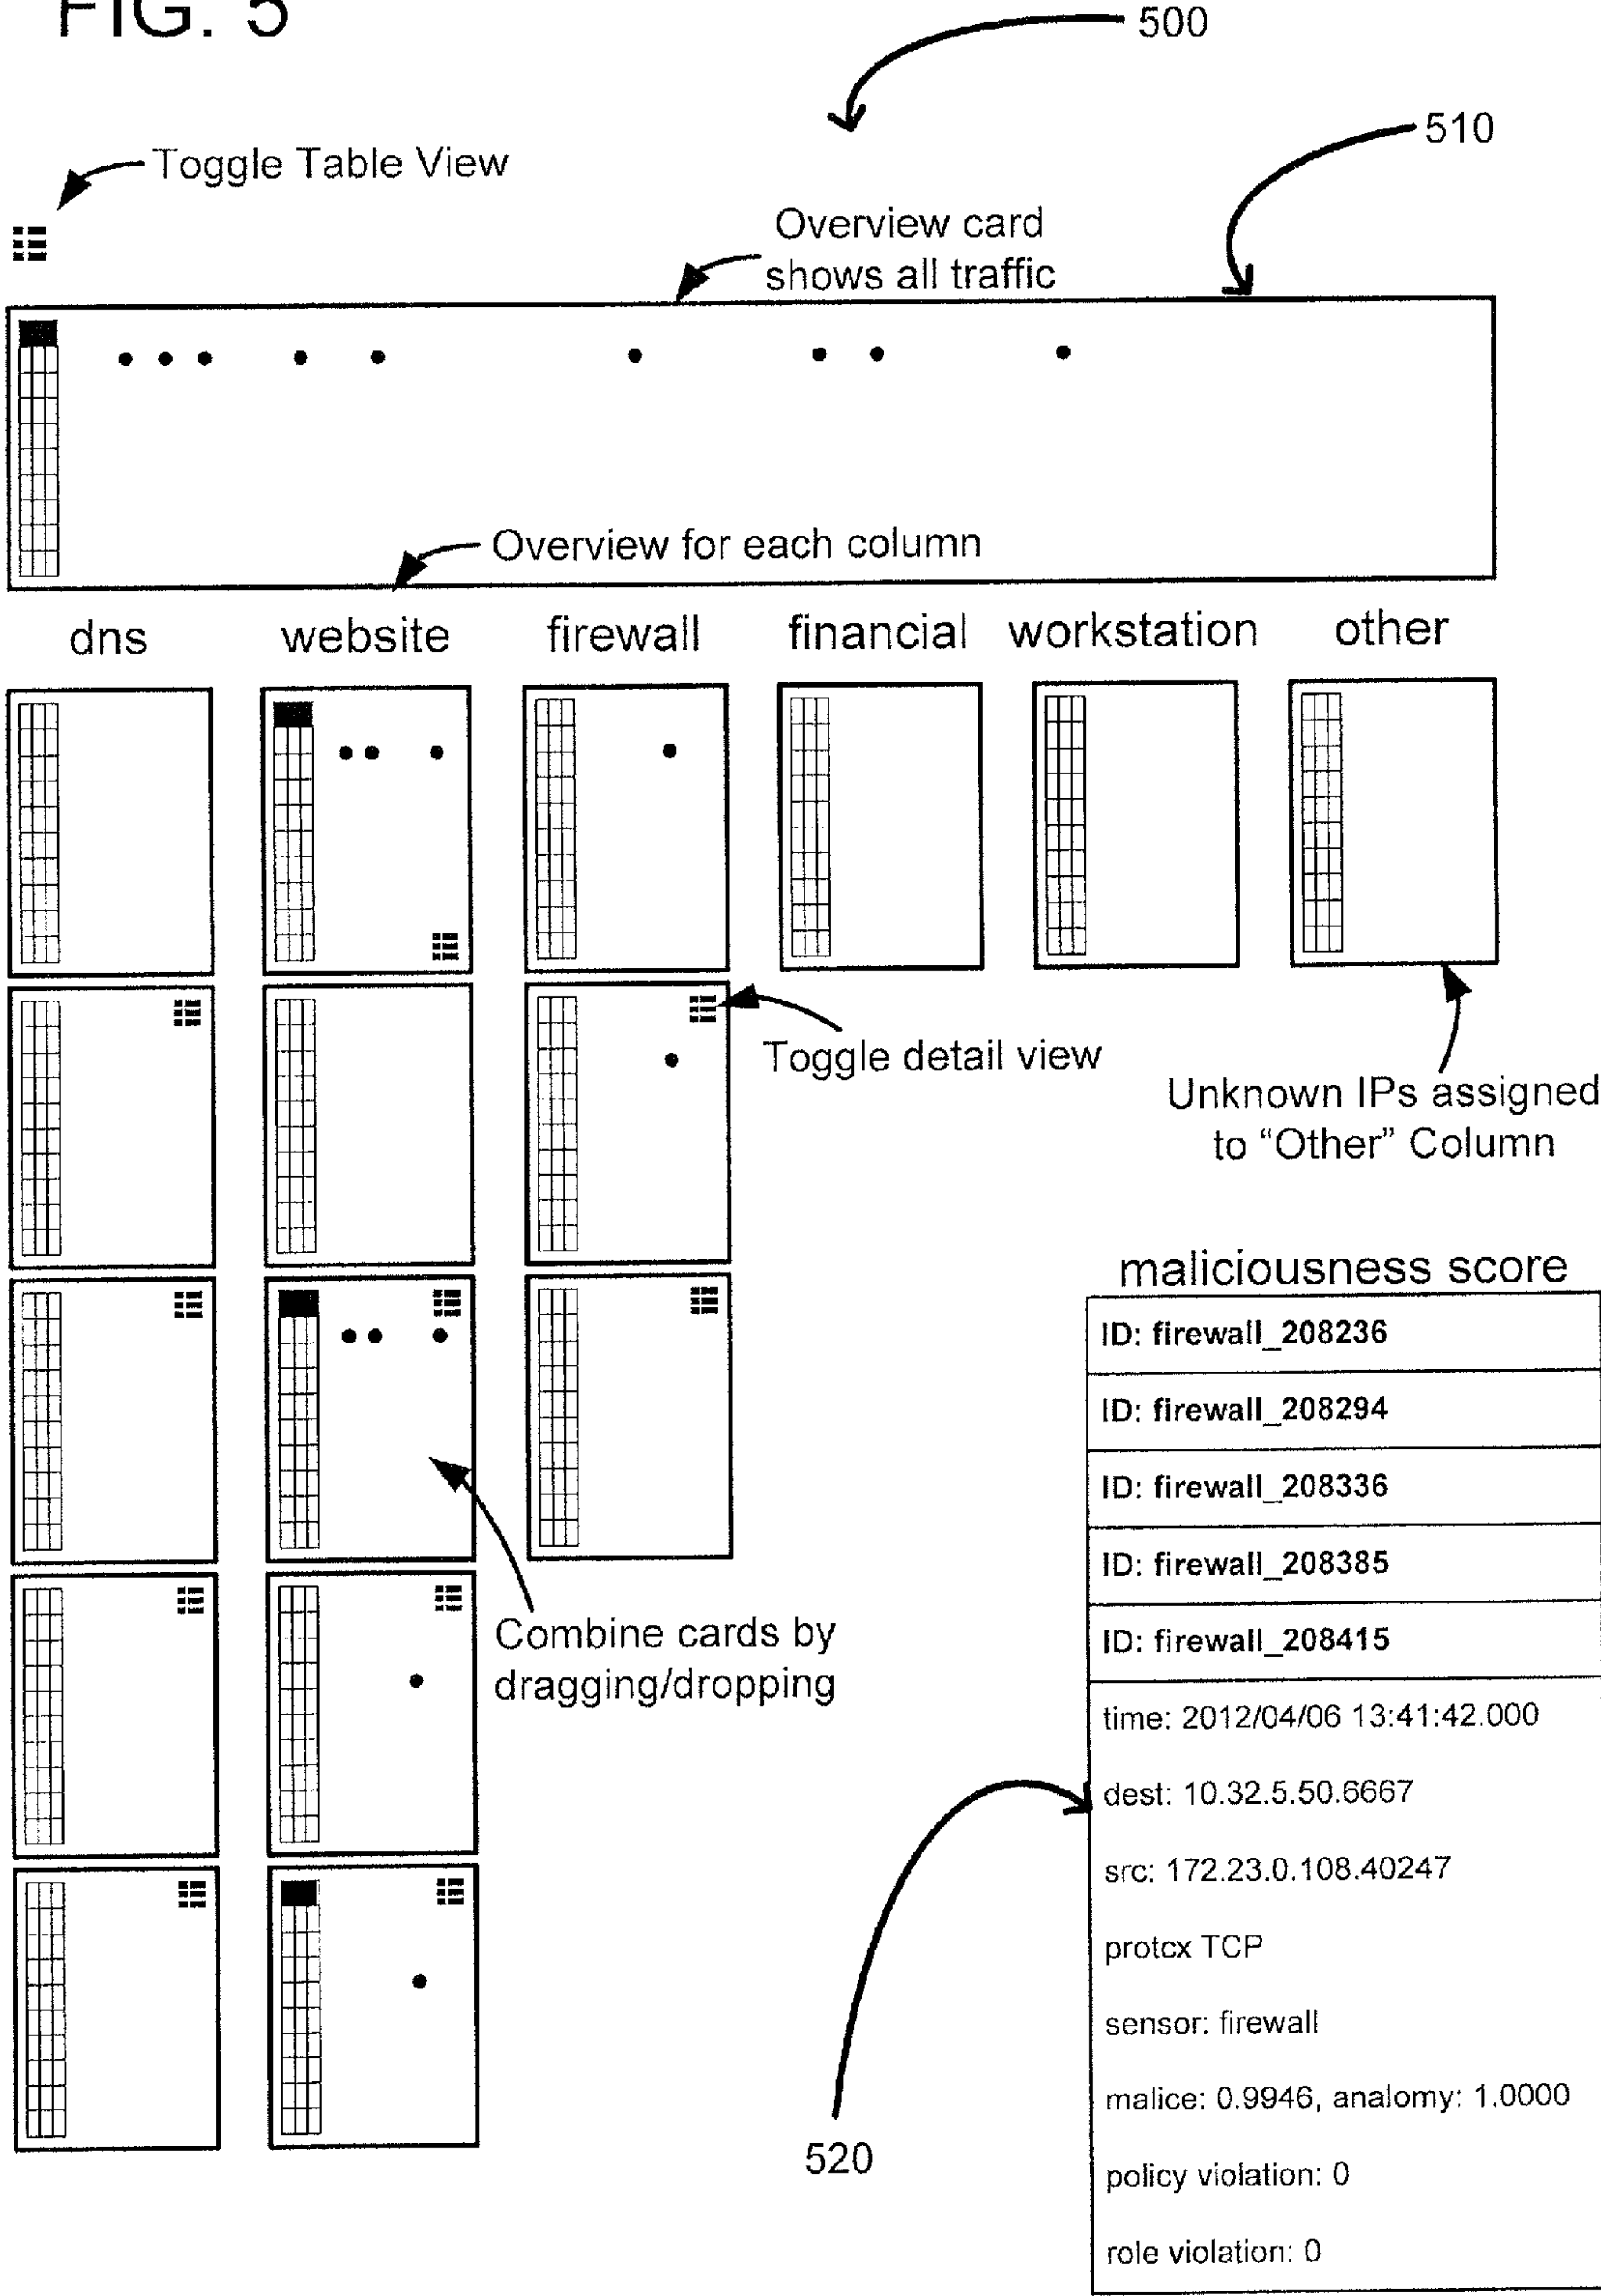 FIG. 5
500
510
Toggle Table View
Overview card
shows all traffic
Overview for each column
dns
website
firewall
financial
workstation
other
Toggle detail view
Unknown IPs assigned
to “Other” Column
Combine cards by
dragging/dropping
520
maliciousness score
ID: firewall_208236
ID: firewall_208294
ID: firewall_208336
ID: firewall_208385
ID: firewall_208415
time: 2012/04/06 13:41:42.000
dest: 10.32.5.50.6667
src: 172.23.0.108.40247
protcx TCP
sensor: firewall
malice: 0.9946, analomy: 1.0000
policy violation: 0
role violation: 0